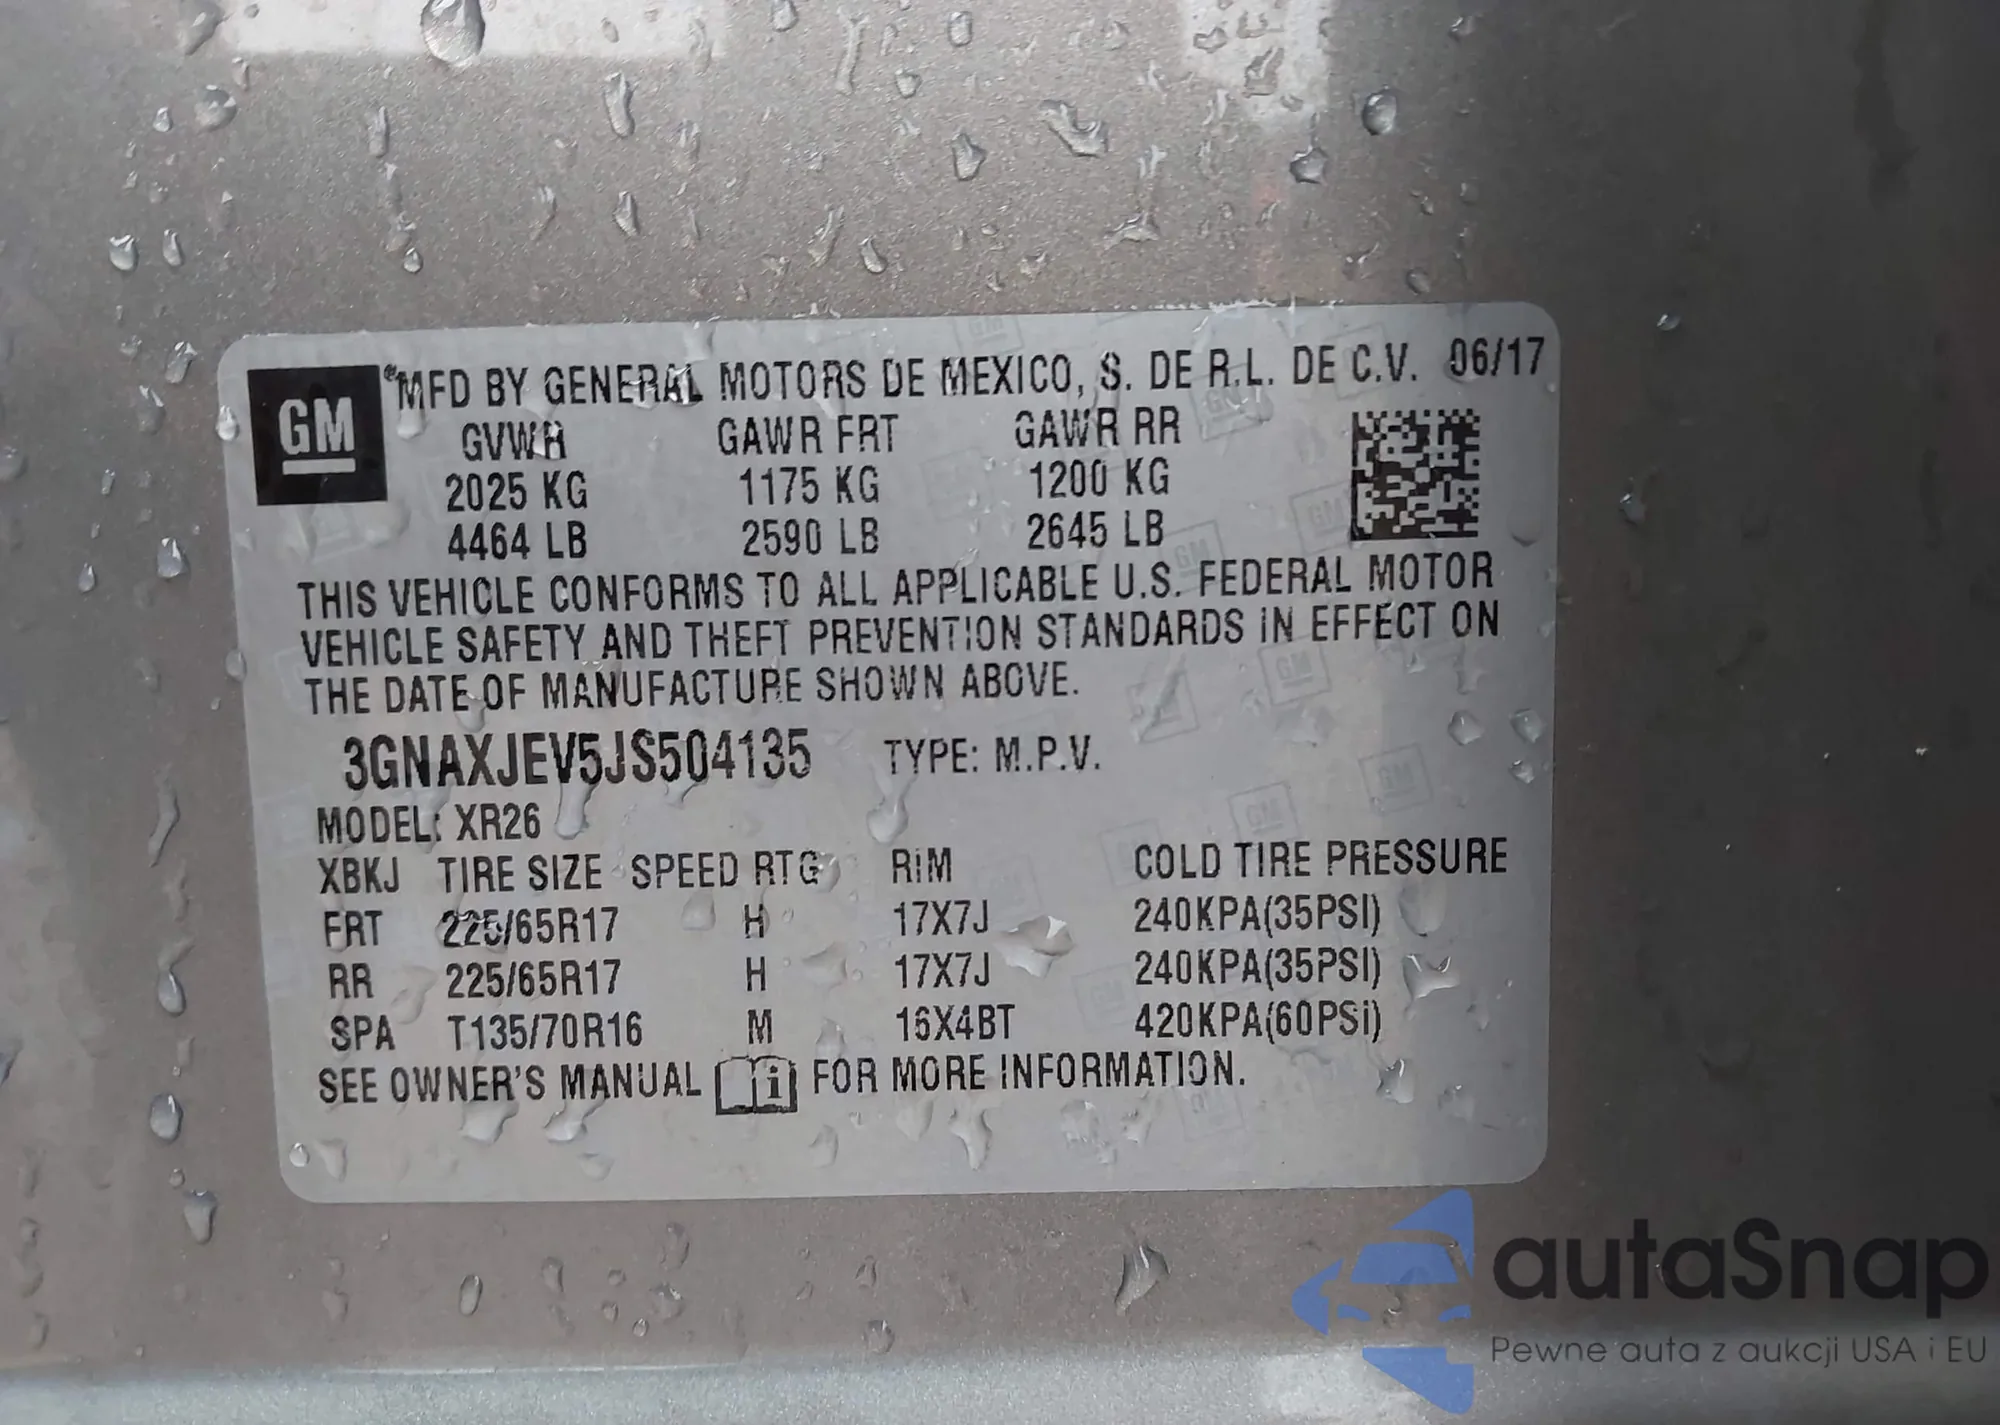 GM ®MFD BY GENERAL MOTORS DE MEXICO, S. DE R.L. DE C.V. 06/17
GVWR GAWR FRT GAWR RR
2025 KG 1175 KG 1200 KG
4464 LB 2590 LB 2645 LB
THIS VEHICLE CONFORMS TO ALL APPLICABLE U.S. FEDERAL MOTOR
VEHICLE SAFETY AND THEFT PREVENTION STANDARDS IN EFFECT ON
THE DATE OF MANUFACTURE SHOWN ABOVE.
3GNAXJEV5JS504135 TYPE: M.P.V.
MODEL: XR26
XBKJ TIRE SIZE SPEED RTG RIM COLD TIRE PRESSURE
FRT 225/65R17 H 17X7J 240KPA(35PSI)
RR 225/65R17 H 17X7J 240KPA(35PSI)
SPA T135/70R16 M 16X4BT 420KPA(60PSI)
SEE OWNER'S MANUAL i FOR MORE INFORMATION.
autaSnap
Pewne auta z aukcji USA i EU